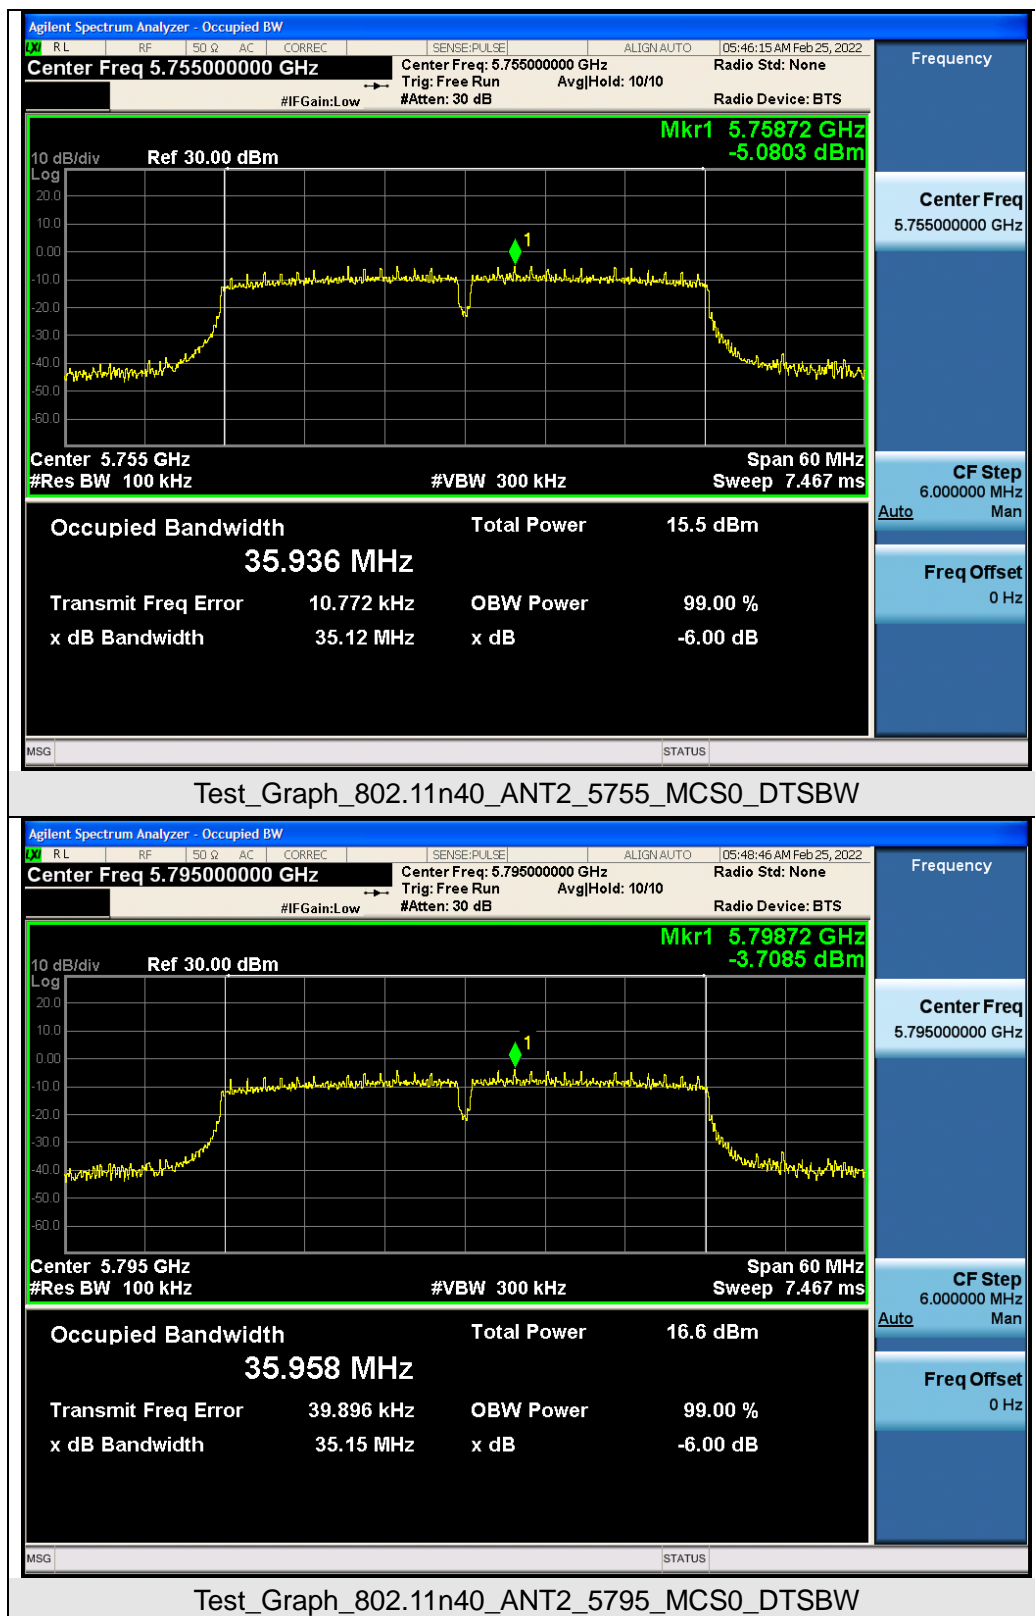 Agilent Spectrum Analyzer - Occupied BW
LXI RL RF 50 Ω AC CORREC SENSE:PULSE ALIGN AUTO 05:46:15 AM Feb 25, 2022
Center Freq 5.755000000 GHz
Center Freq: 5.755000000 GHz Radio Std: None
Trig: Free Run Avg|Hold: 10/10
#IFGain:Low #Atten: 30 dB Radio Device: BTS
Frequency
Mkr1 5.75872 GHz
-5.0803 dBm
10 dB/div Ref 30.00 dBm
Log
20.0
10.0
0.00
-10.0
-20.0
-30.0
-40.0
-50.0
-60.0
1
Center Freq
5.755000000 GHz
Center 5.755 GHz Span 60 MHz
#Res BW 100 kHz #VBW 300 kHz Sweep 7.467 ms
CF Step
6.000000 MHz
Auto Man
Occupied Bandwidth Total Power 15.5 dBm
35.936 MHz
Transmit Freq Error 10.772 kHz OBW Power 99.00 %
x dB Bandwidth 35.12 MHz x dB -6.00 dB
Freq Offset
0 Hz
MSG STATUS
Test_Graph_802.11n40_ANT2_5755_MCS0_DTSBW
Agilent Spectrum Analyzer - Occupied BW
LXI RL RF 50 Ω AC CORREC SENSE:PULSE ALIGN AUTO 05:48:46 AM Feb 25, 2022
Center Freq 5.795000000 GHz
Center Freq: 5.795000000 GHz Radio Std: None
Trig: Free Run Avg|Hold: 10/10
#IFGain:Low #Atten: 30 dB Radio Device: BTS
Frequency
Mkr1 5.79872 GHz
-3.7085 dBm
10 dB/div Ref 30.00 dBm
Log
20.0
10.0
0.00
-10.0
-20.0
-30.0
-40.0
-50.0
-60.0
1
Center Freq
5.795000000 GHz
Center 5.795 GHz Span 60 MHz
#Res BW 100 kHz #VBW 300 kHz Sweep 7.467 ms
CF Step
6.000000 MHz
Auto Man
Occupied Bandwidth Total Power 16.6 dBm
35.958 MHz
Transmit Freq Error 39.896 kHz OBW Power 99.00 %
x dB Bandwidth 35.15 MHz x dB -6.00 dB
Freq Offset
0 Hz
MSG STATUS
Test_Graph_802.11n40_ANT2_5795_MCS0_DTSBW